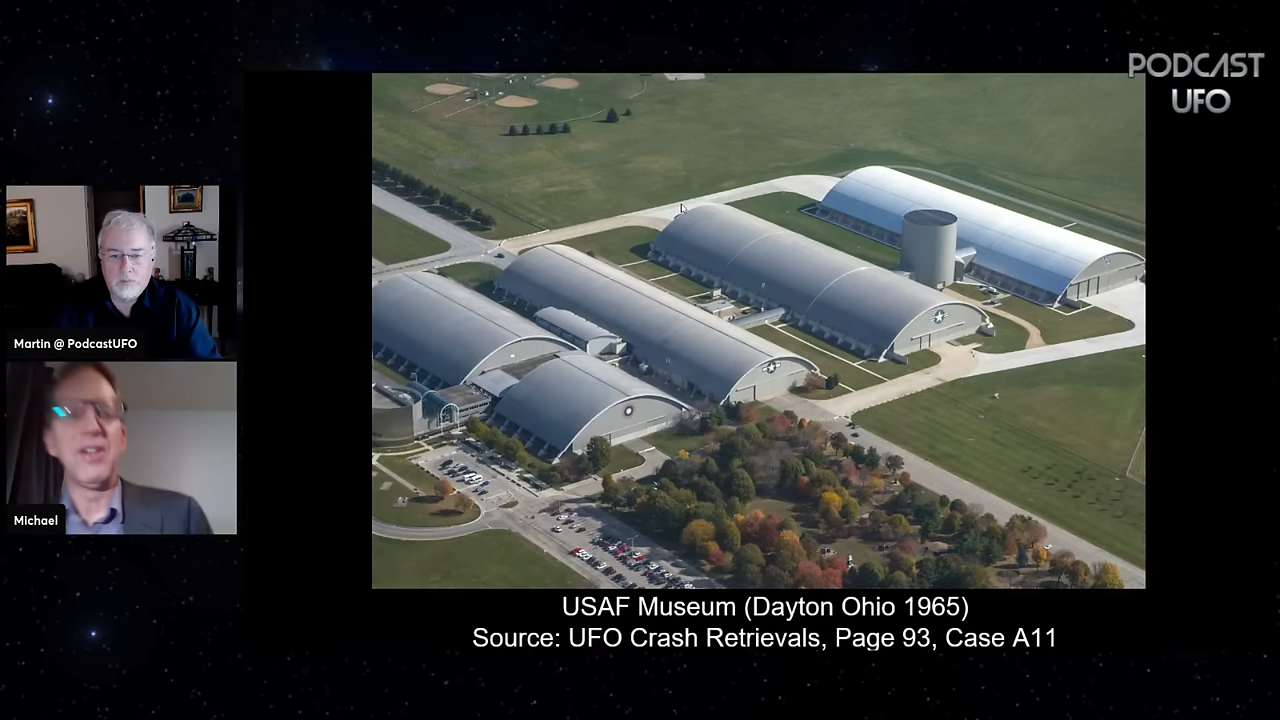 PODCAST
UFO
Martin @ PodcastUFO
Michael
USAF Museum (Dayton Ohio 1965)
Source: UFO Crash Retrievals, Page 93, Case A11